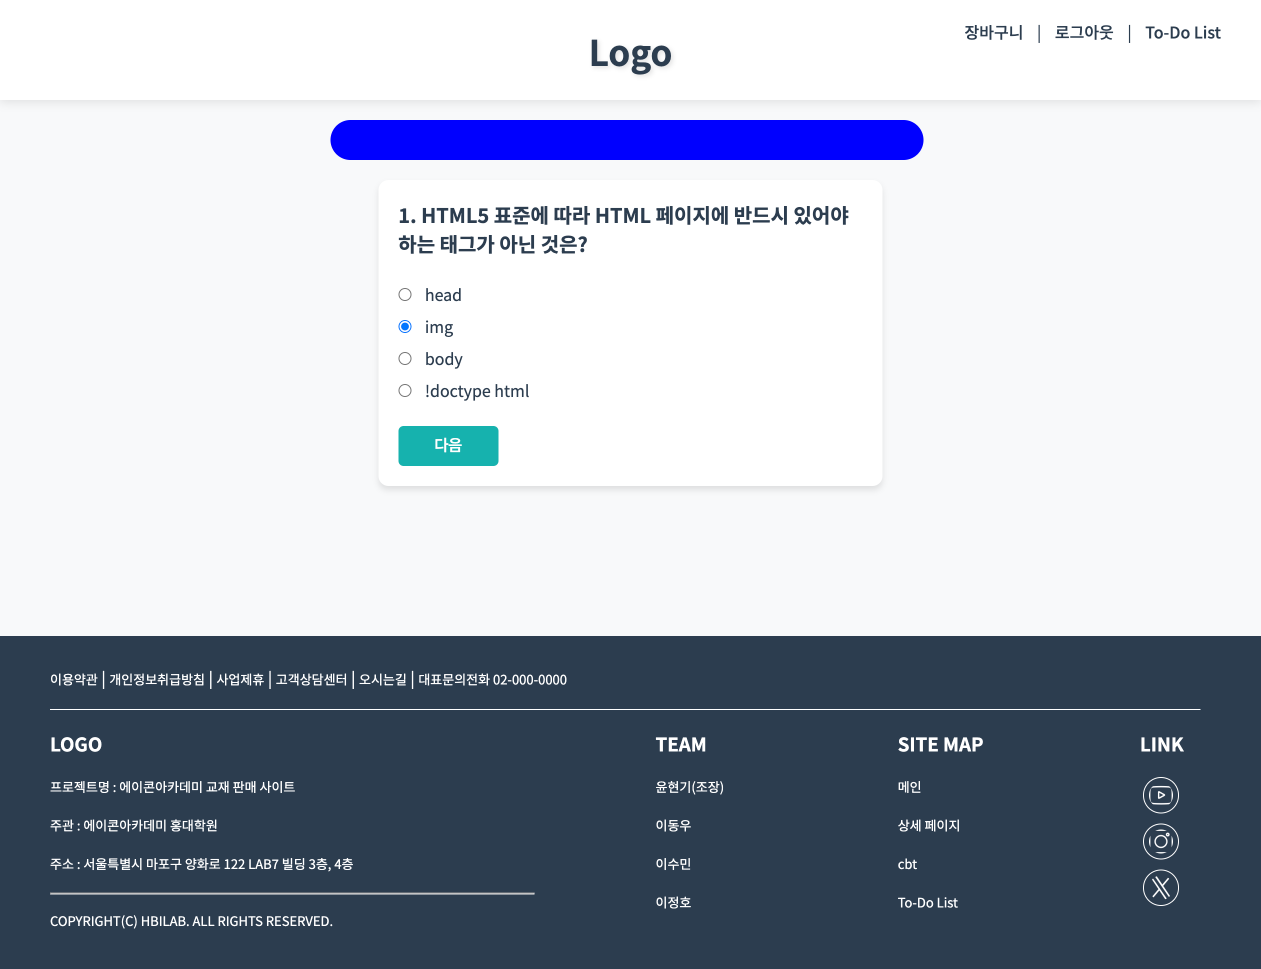 장바구니 | 로그아웃 | To-Do List
Logo
1. HTML5 표준에 따라 HTML 페이지에 반드시 있어야
하는 태그가 아닌 것은?
head
img
body
!doctype html
다음
이용약관 | 개인정보취급방침 | 사업제휴 | 고객상담센터 | 오시는길 | 대표문의전화 02-000-0000
LOGO
프로젝트명 : 에이콘아카데미 교재 판매 사이트
주관 : 에이콘아카데미 홍대학원
주소 : 서울특별시 마포구 양화로 122 LAB7 빌딩 3층, 4층
COPYRIGHT(C) HBILAB. ALL RIGHTS RESERVED.
TEAM
윤현기(조장)
이동우
이수민
이정호
SITE MAP
메인
상세 페이지
cbt
To-Do List
LINK